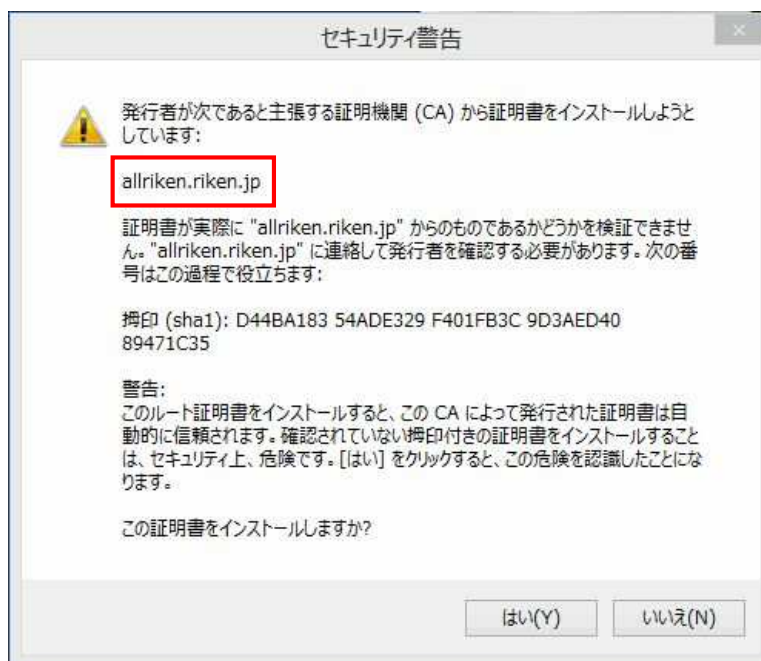 セキュリティ警告
発行者が次であると主張する証明機関 (CA) から証明書をインストールしようと
しています:
allriken.riken.jp
証明書が実際に "allriken.riken.jp" からのものであるかどうかを検証できませ
ん。"allriken.riken.jp" に連絡して発行者を確認する必要があります。次の番
号はこの過程で役立ちます:
拇印 (sha1): D44BA183 54ADE329 F401FB3C 9D3AED40
89471C35
警告:
このルート証明書をインストールすると、この CA によって発行された証明書は自
動的に信頼されます。確認されていない拇印付きの証明書をインストールすること
は、セキュリティ上、危険です。[はい] をクリックすると、この危険を認識したことにな
ります。
この証明書をインストールしますか?
はい(Y) いいえ(N)